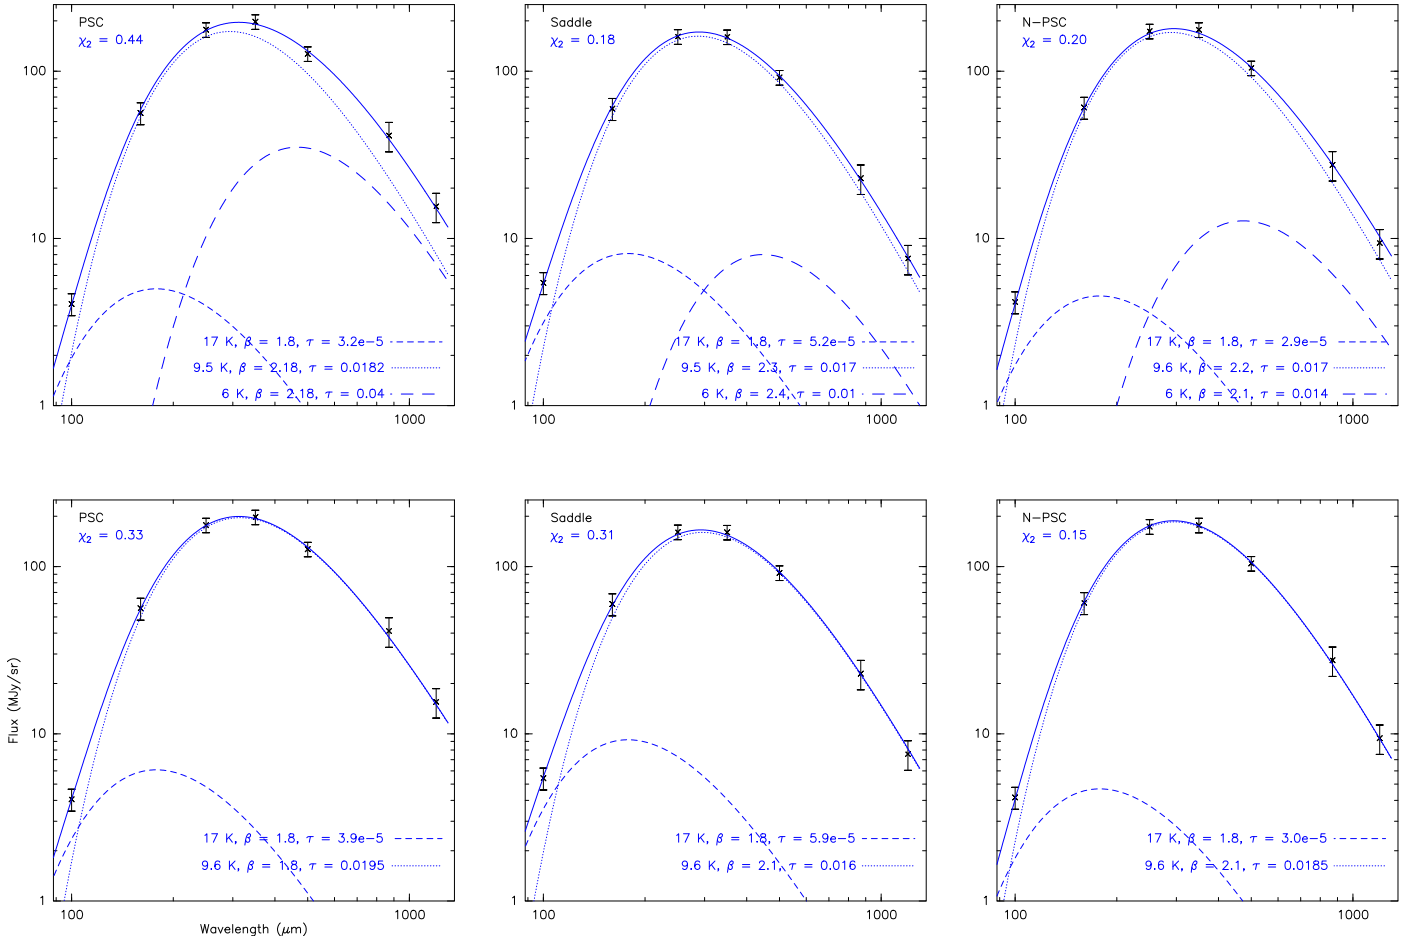 PSC
χ₂ = 0.44
100
10
1
100
1000
17 K, β = 1.8, τ = 3.2e−5
9.5 K, β = 2.18, τ = 0.0182
6 K, β = 2.18, τ = 0.04
Saddle
χ₂ = 0.18
100
10
1
100
1000
17 K, β = 1.8, τ = 5.2e−5
9.5 K, β = 2.3, τ = 0.017
6 K, β = 2.4, τ = 0.01
N−PSC
χ₂ = 0.20
100
10
1
100
1000
17 K, β = 1.8, τ = 2.9e−5
9.6 K, β = 2.2, τ = 0.017
6 K, β = 2.1, τ = 0.014
PSC
χ₂ = 0.33
100
10
1
100
1000
17 K, β = 1.8, τ = 3.9e−5
9.6 K, β = 1.8, τ = 0.0195
Flux (MJy/sr)
Wavelength (μm)
Saddle
χ₂ = 0.31
100
10
1
100
1000
17 K, β = 1.8, τ = 5.9e−5
9.6 K, β = 2.1, τ = 0.016
N−PSC
χ₂ = 0.15
100
10
1
100
1000
17 K, β = 1.8, τ = 3.0e−5
9.6 K, β = 2.1, τ = 0.0185